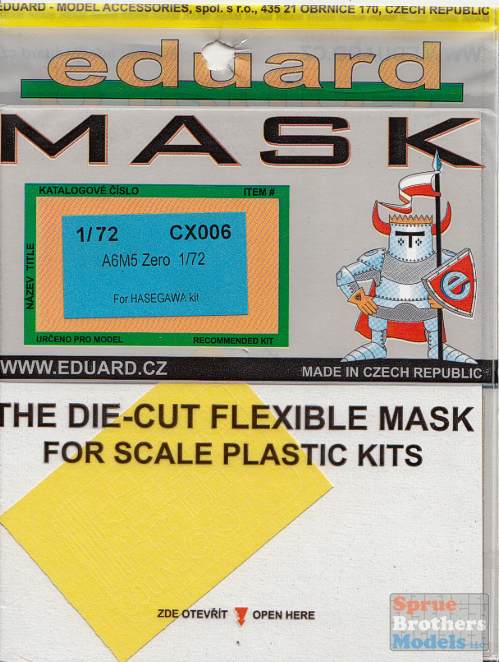 EDUARD - MODEL ACCESSORIES, spol. s r.o., 435 21 OBRNICE 170, CZECH REPUBLIC
eduard
MASK
KATALOGOVÉ ČÍSLO ITEM #
NÁZEV TITLE
1/72 CX006
A6M5 Zero 1/72
For HASEGAWA kit
URČENO PRO MODEL RECOMMENDED KIT
e
WWW.EDUARD.CZ MADE IN CZECH REPUBLIC
THE DIE-CUT FLEXIBLE MASK
FOR SCALE PLASTIC KITS
ZDE OTEVŘÍT OPEN HERE
Sprue
Brothers
Models LLC